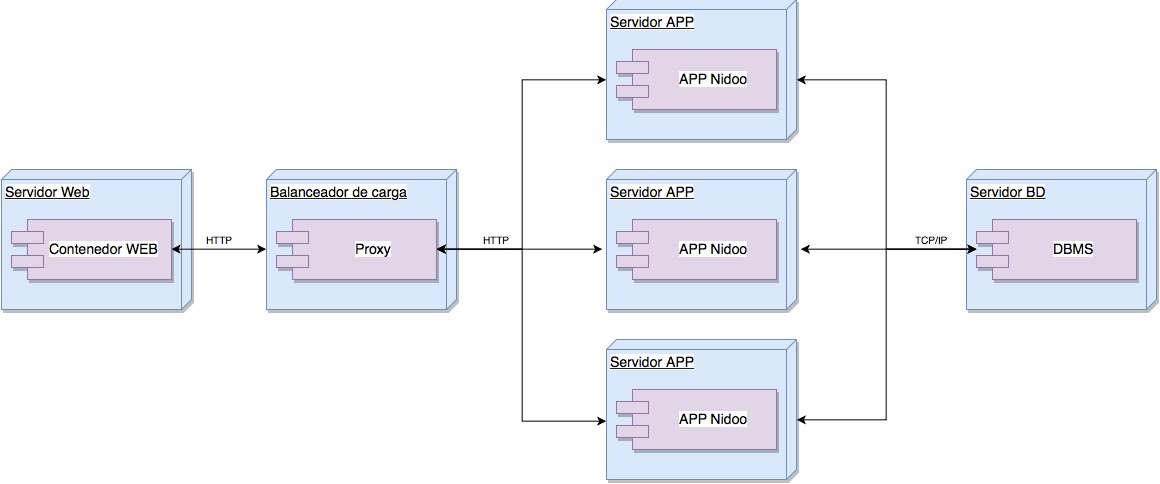 Servidor APP
APP Nidoo
Servidor Web
Contenedor WEB
HTTP
Balanceador de carga
Proxy
HTTP
Servidor APP
APP Nidoo
TCP/IP
Servidor BD
DBMS
Servidor APP
APP Nidoo